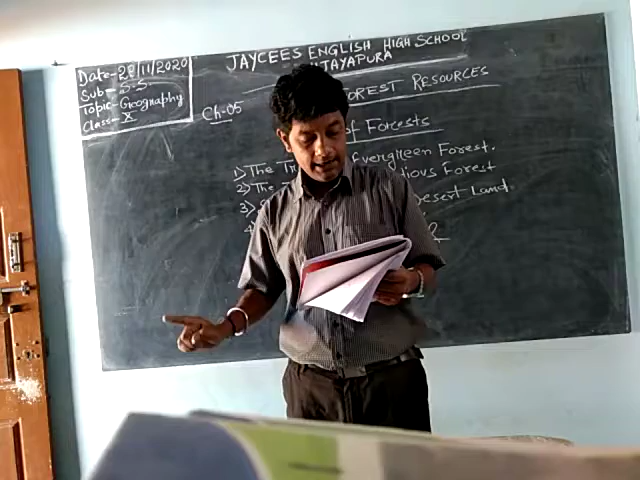 Date-28/11/2020
Sub- S.S
Topic-Geography
Class- X
JAYCEES ENGLISH HIGH SCHOOL
Ch-05
FOREST RESOURCES
of Forests
1) The Evergreen Forest.
2) The Forest
3) Desert Land.